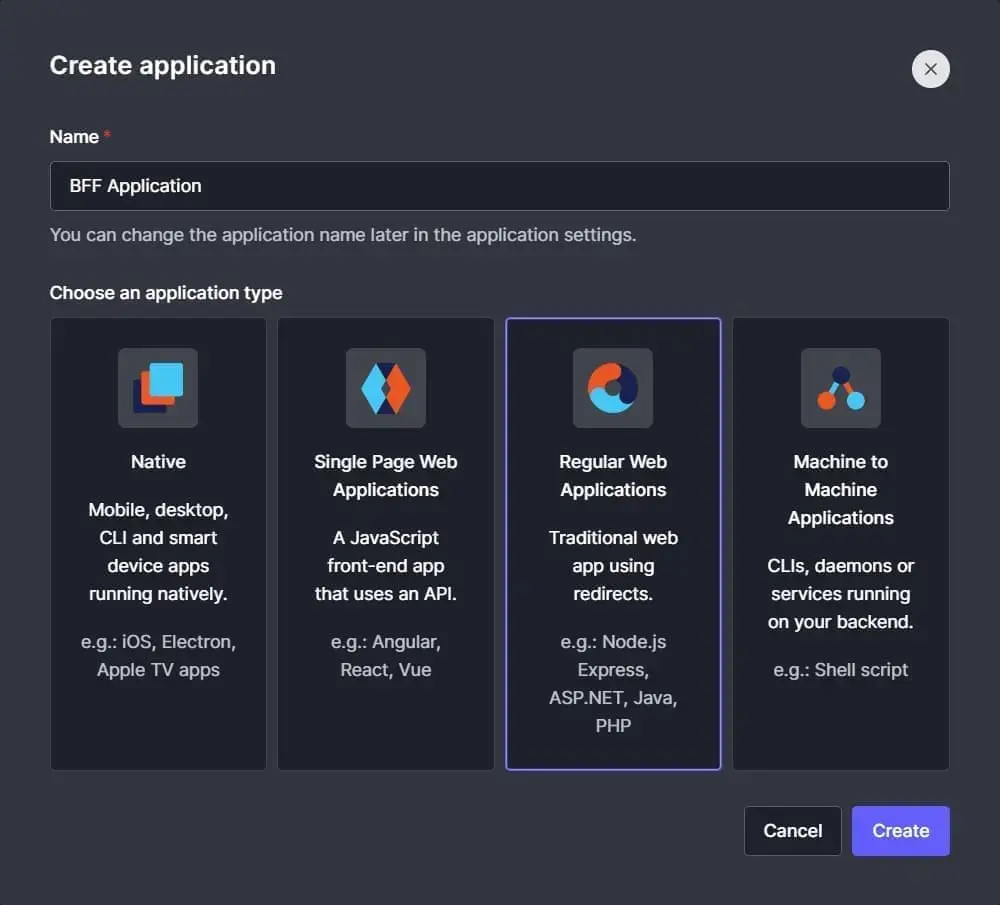 Create application
Name *
BFF Application
You can change the application name later in the application settings.
Choose an application type
Native
Mobile, desktop,
CLI and smart
device apps
running natively.
e.g.: iOS, Electron,
Apple TV apps
Single Page Web
Applications
A JavaScript
front-end app
that uses an API.
e.g.: Angular,
React, Vue
Regular Web
Applications
Traditional web
app using
redirects.
e.g.: Node.js
Express,
ASP.NET, Java,
PHP
Machine to
Machine
Applications
CLIs, daemons or
services running
on your backend.
e.g.: Shell script
Cancel
Create